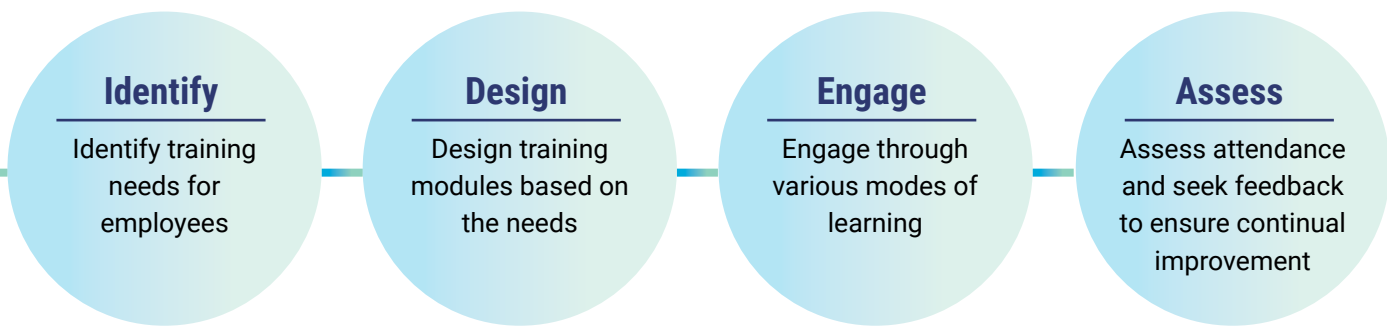 Identify
Identify training
needs for
employees
Design
Design training
modules based on
the needs
Engage
Engage through
various modes of
learning
Assess
Assess attendance
and seek feedback
to ensure continual
improvement